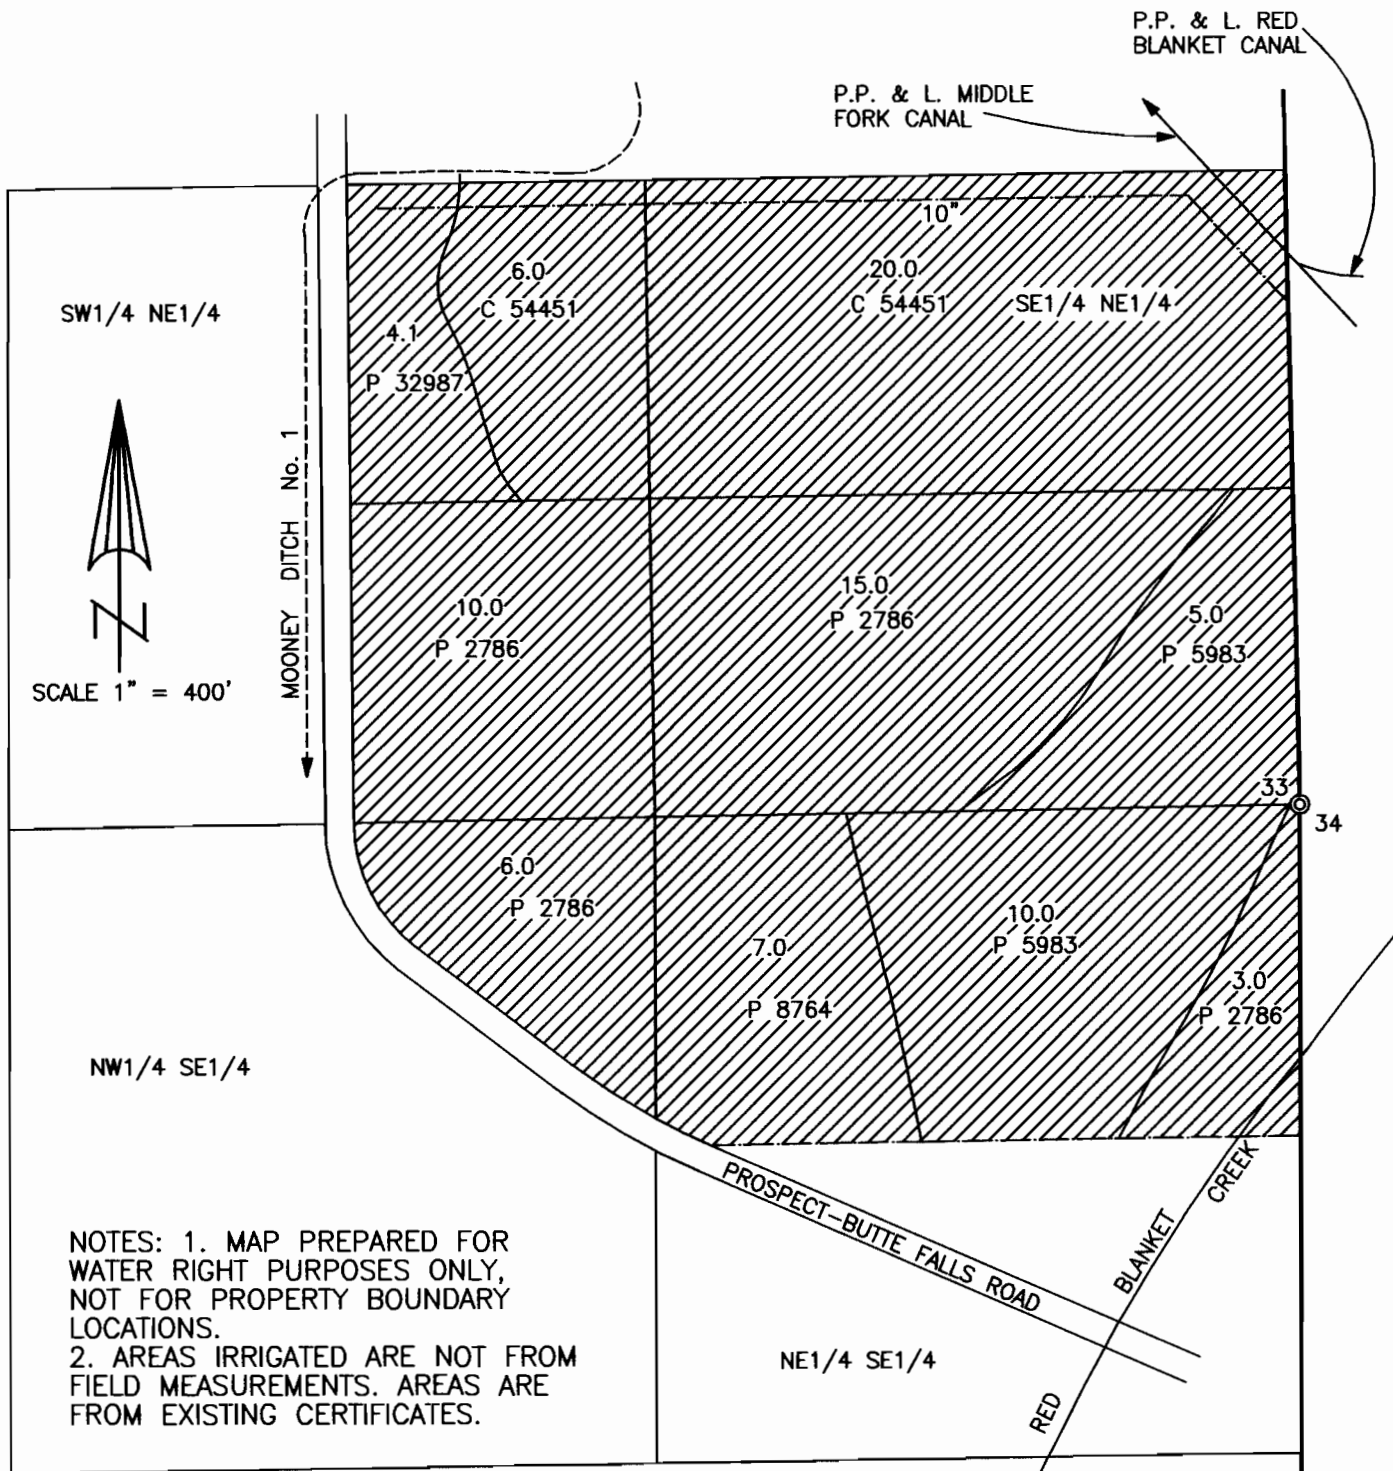 P.P. & L. RED
BLANKET CANAL
P.P. & L. MIDDLE
FORK CANAL
10"
6.0
C 54451
20.0
C 54451
SE1/4 NE1/4
SW1/4 NE1/4
4.1
P 32987
MOONEY DITCH No. 1
N
SCALE 1" = 400'
10.0
P 2786
15.0
P 2786
5.0
P 5983
33
34
6.0
P 2786
7.0
P 8764
10.0
P 5983
3.0
P 2786
NW1/4 SE1/4
PROSPECT-BUTTE FALLS ROAD
RED BLANKET CREEK
NE1/4 SE1/4
NOTES: 1. MAP PREPARED FOR
WATER RIGHT PURPOSES ONLY,
NOT FOR PROPERTY BOUNDARY
LOCATIONS.
2. AREAS IRRIGATED ARE NOT FROM
FIELD MEASUREMENTS. AREAS ARE
FROM EXISTING CERTIFICATES.